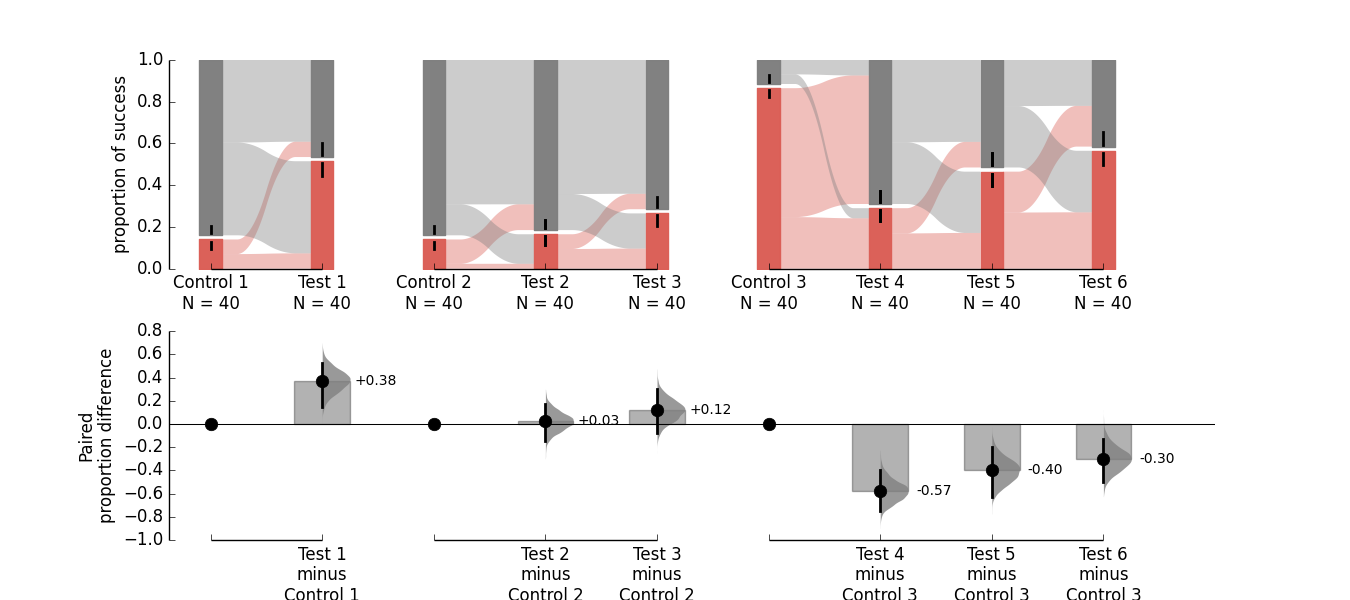 proportion of success
1.0
0.8
0.6
0.4
0.2
0.0
Control 1
N = 40
Test 1
N = 40
Control 2
N = 40
Test 2
N = 40
Test 3
N = 40
Control 3
N = 40
Test 4
N = 40
Test 5
N = 40
Test 6
N = 40
Paired
proportion difference
0.8
0.6
0.4
0.2
0.0
−0.2
−0.4
−0.6
−0.8
−1.0
+0.38
+0.03
+0.12
-0.57
-0.40
-0.30
Test 1
minus
Control 1
Test 2
minus
Control 2
Test 3
minus
Control 2
Test 4
minus
Control 3
Test 5
minus
Control 3
Test 6
minus
Control 3